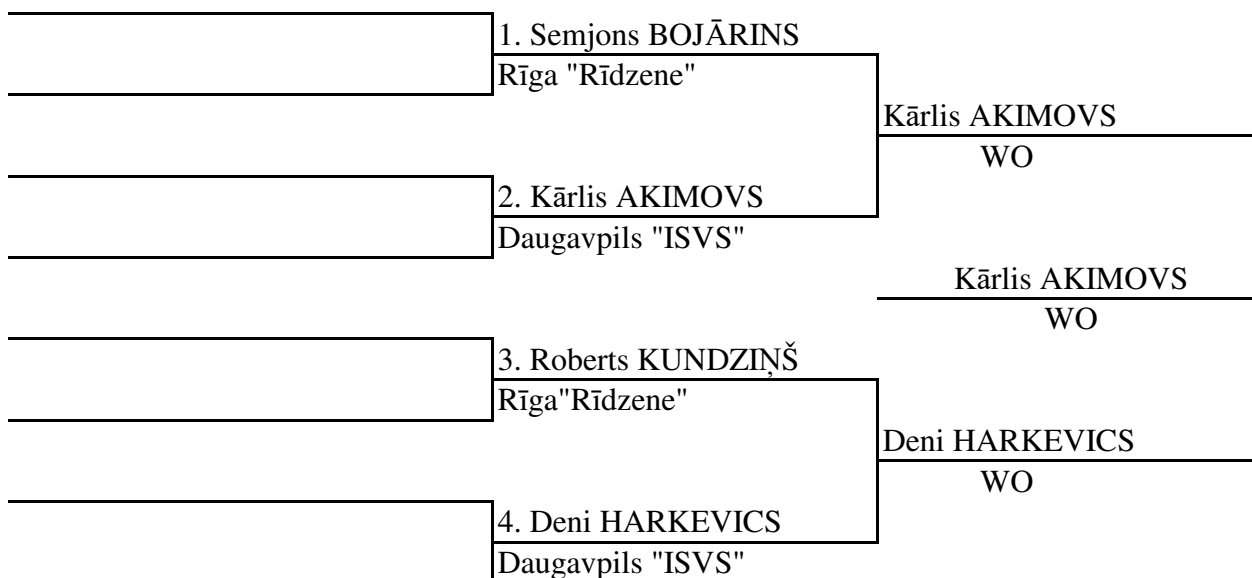 1. Semjons BOJĀRINS
Rīga "Rīdzene"
Kārlis AKIMOVS
WO
2. Kārlis AKIMOVS
Daugavpils "ISVS"
Kārlis AKIMOVS
WO
3. Roberts KUNDZIŅŠ
Rīga"Rīdzene"
Deni HARKEVICS
WO
4. Deni HARKEVICS
Daugavpils "ISVS"